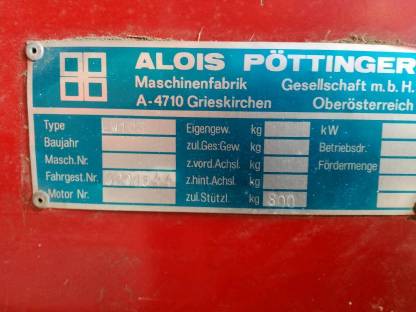 ALOIS PÖTTINGER
Maschinenfabrik Gesellschaft m.b.H.
A-4710 Grieskirchen Oberösterreich
Type Eigengew. kg kW
Baujahr zul.Ges.Gew. kg Betriebsdr.
Masch.Nr. z.vord.Achsl. kg Fördermenge
Fahrgest.Nr. z.hint.Achsl. kg
Motor Nr. zul.Stützl. kg 800